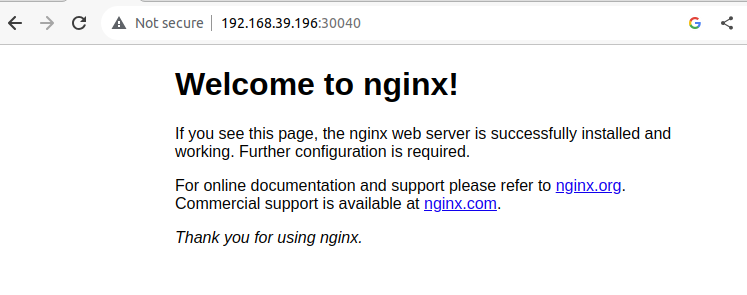 Not secure | 192.168.39.196:30040
Welcome to nginx!
If you see this page, the nginx web server is successfully installed and
working. Further configuration is required.
For online documentation and support please refer to nginx.org.
Commercial support is available at nginx.com.
Thank you for using nginx.